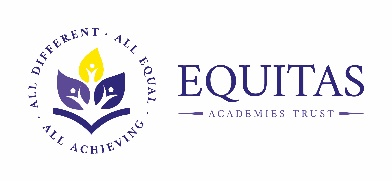 · ALL DIFFERENT · ALL EQUAL · ALL ACHIEVING
EQUITAS
ACADEMIES TRUST